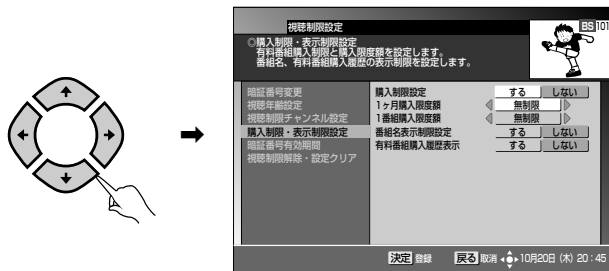 視聴制限設定
BS101
◎購入制限・表示制限設定
有料番組購入制限と購入限度額を設定します。
番組名、有料番組購入履歴の表示制限を設定します。
暗証番号変更
視聴年齢設定
視聴制限チャンネル設定
購入制限・表示制限設定
暗証番号有効期間
視聴制限解除・設定クリア
購入制限設定 する しない
1ヶ月購入限度額 無制限
1番組購入限度額 無制限
番組名表示制限設定 する しない
有料番組購入履歴表示 する しない
決定 登録 戻る 取消 10月20日 (木) 20:45